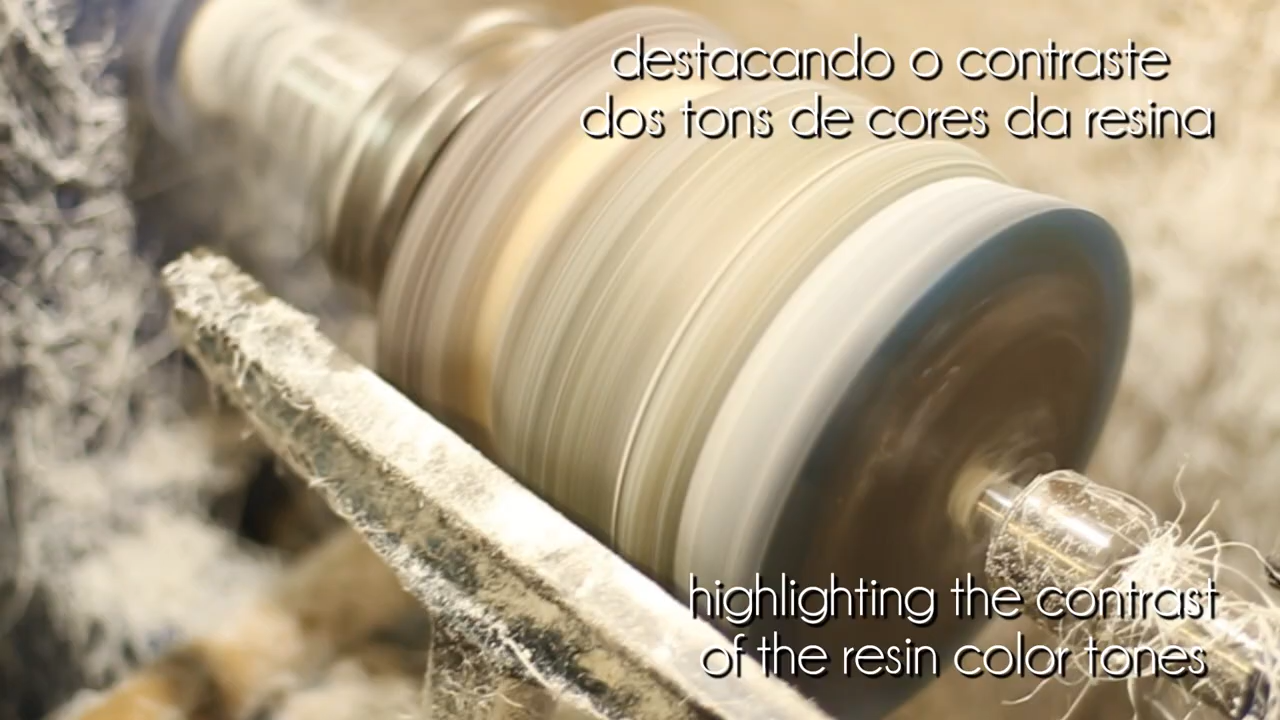 destacando o contraste
dos tons de cores da resina
highlighting the contrast
of the resin color tones